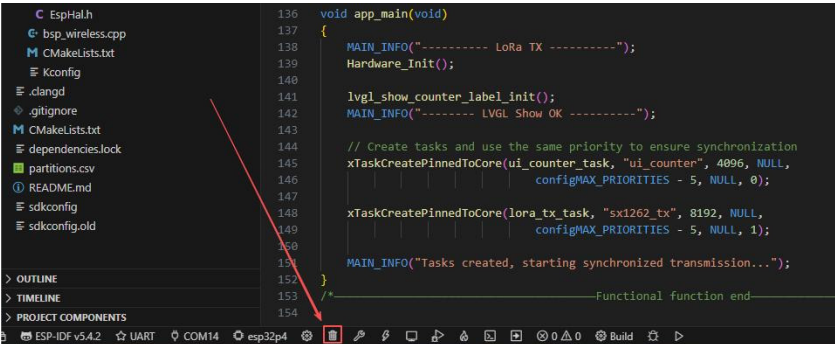 EspHal.h
bsp_wireless.cpp
CMakeLists.txt
Kconfig
.clangd
.gitignore
CMakeLists.txt
dependencies.lock
partitions.csv
README.md
sdkconfig
sdkconfig.old
OUTLINE
TIMELINE
PROJECT COMPONENTS
136 void app_main(void)
137 {
138 MAIN_INFO("---------- LoRa TX ----------");
139 Hardware_Init();
140
141 lvgl_show_counter_label_init();
142 MAIN_INFO("-------- LVGL Show OK ----------");
143
144 // Create tasks and use the same priority to ensure synchronization
145 xTaskCreatePinnedToCore(ui_counter_task, "ui_counter", 4096, NULL,
146 configMAX_PRIORITIES - 5, NULL, 0);
147
148 xTaskCreatePinnedToCore(lora_tx_task, "sx1262_tx", 8192, NULL,
149 configMAX_PRIORITIES - 5, NULL, 1);
150
151 MAIN_INFO("Tasks created, starting synchronized transmission...");
152 }
153 /*————————Functional function end————————
154
ESP-IDF v5.4.2 UART COM14 esp32p4 0 0 Build